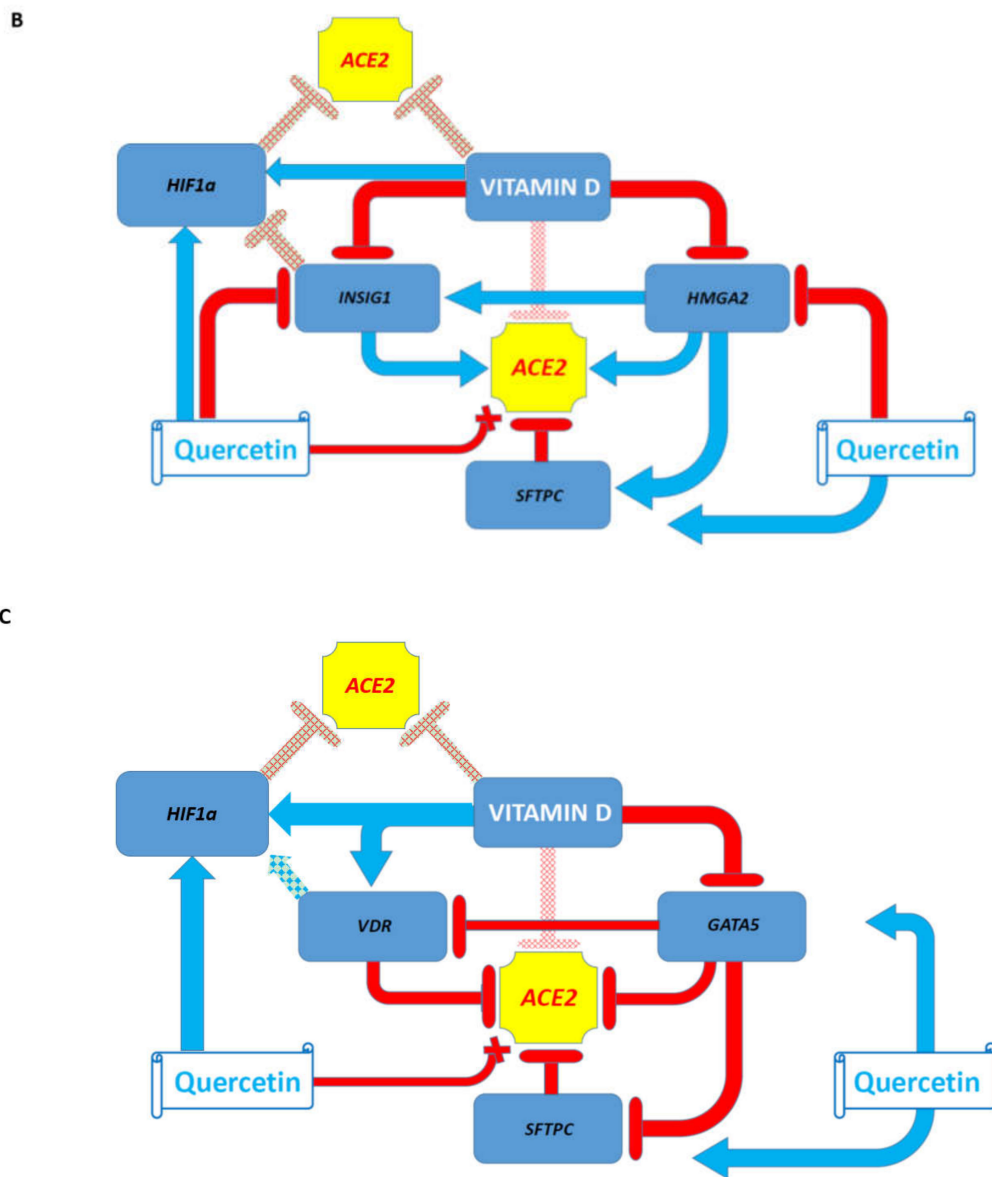 B
ACE2
HIF1a
VITAMIN D
INSIG1
HMGA2
ACE2
Quercetin
Quercetin
SFTPC
C
ACE2
HIF1a
VITAMIN D
VDR
GATA5
ACE2
Quercetin
Quercetin
SFTPC